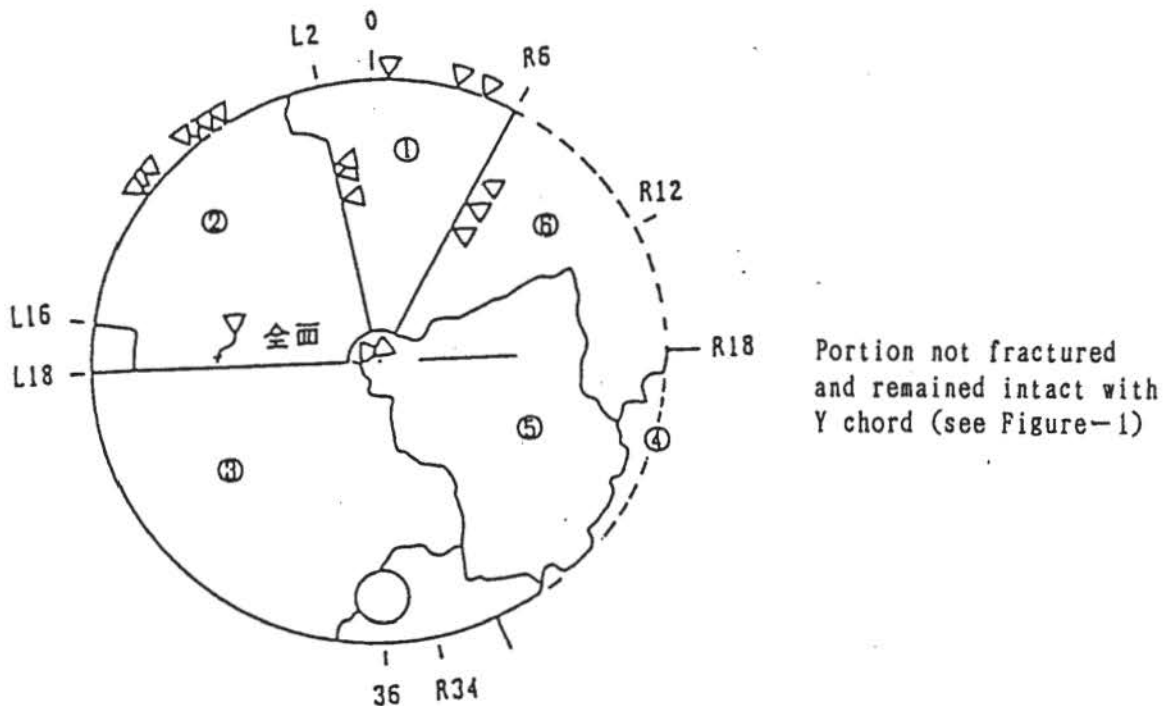 0
L2
R6
①
R12
②
⑥
L16
全面
R18
Portion not fractured
L18
and remained intact with
Y chord (see Figure-1)
⑤
④
③
36
R34